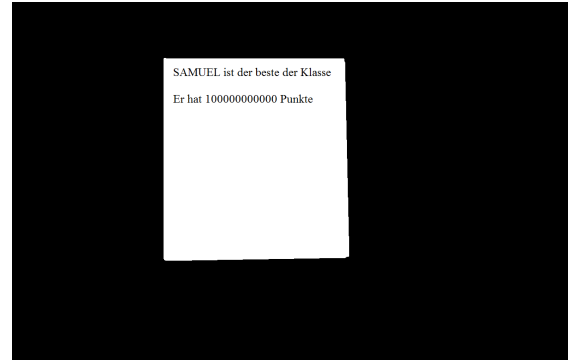 SAMUEL ist der beste der Klasse
Er hat 100000000000 Punkte